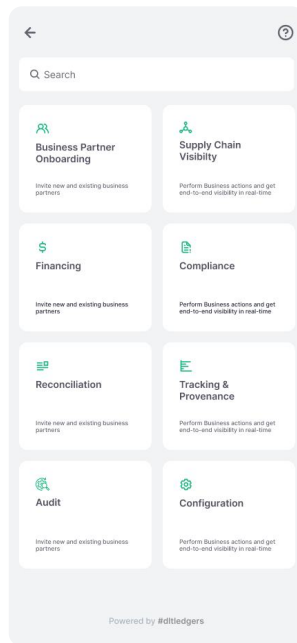 Search
Business Partner
Onboarding
Invite new and existing business
partners
Supply Chain
Visibilty
Perform Business actions and get
end-to-end visibility in real-time
Financing
Invite new and existing business
partners
Compliance
Perform Business actions and get
end-to-end visibility in real-time
Reconciliation
Invite new and existing business
partners
Tracking &
Provenance
Perform Business actions and get
end-to-end visibility in real-time
Audit
Invite new and existing business
partners
Configuration
Perform Business actions and get
end-to-end visibility in real-time
Powered by #dltledgers